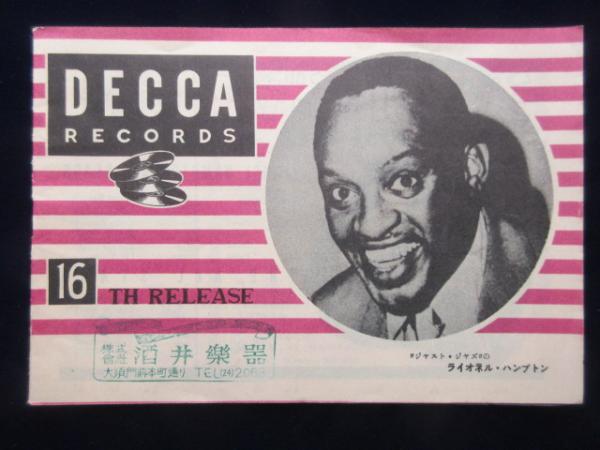 DECCA
RECORDS
16
TH RELEASE
株式
會社
酒井樂器
大須門前本町通り TEL(24)2063
〃ジャスト・ジャズ〃の
ライオネル・ハンプトン